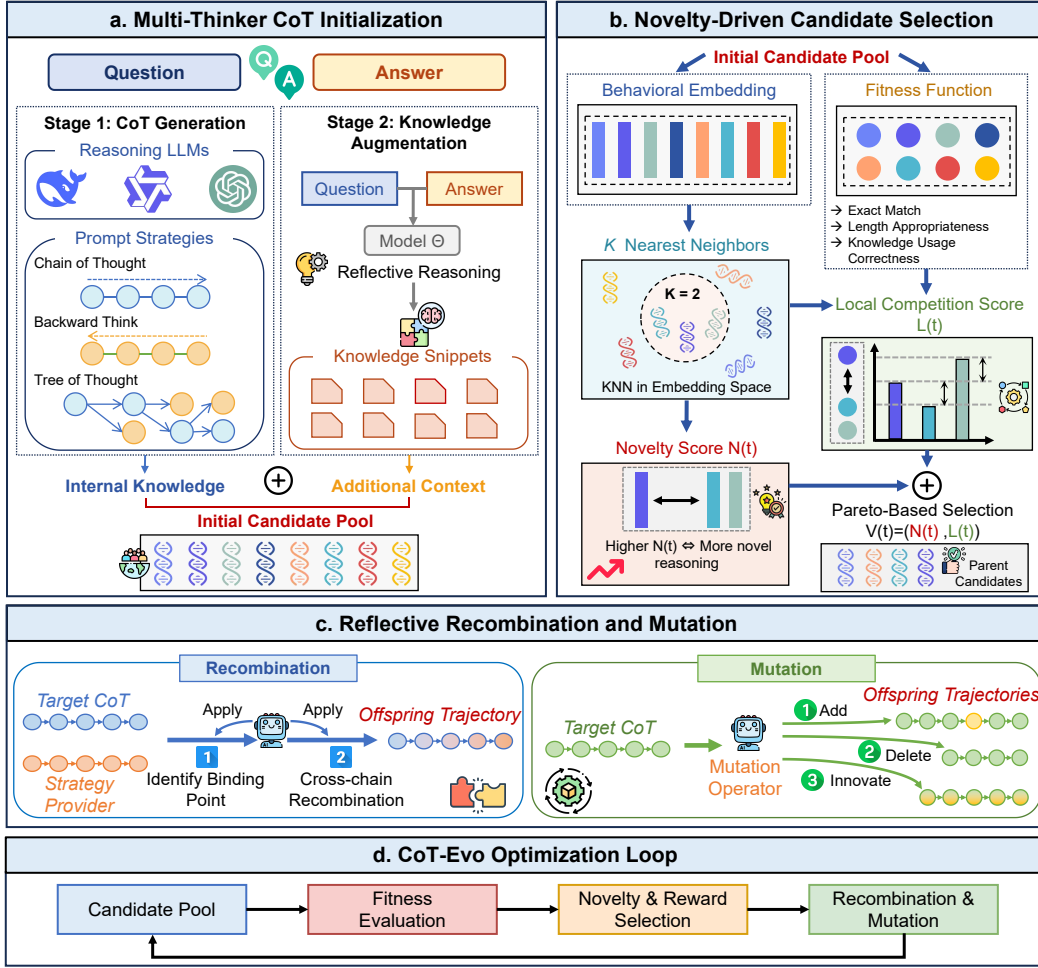 a. Multi-Thinker CoT Initialization
Question
Q
A
Answer
Stage 1: CoT Generation
Reasoning LLMs
Prompt Strategies
Chain of Thought
Backward Think
Tree of Thought
Internal Knowledge
Stage 2: Knowledge
Augmentation
Question
Answer
Model Θ
Reflective Reasoning
Knowledge Snippets
Additional Context
Initial Candidate Pool
b. Novelty-Driven Candidate Selection
Initial Candidate Pool
Behavioral Embedding
Fitness Function
→ Exact Match
→ Length Appropriateness
→ Knowledge Usage
Correctness
K Nearest Neighbors
K = 2
KNN in Embedding Space
Local Competition Score
L(t)
Novelty Score N(t)
Higher N(t) ⇔ More novel
reasoning
Pareto-Based Selection
V(t)=(N(t) ,L(t))
Parent
Candidates
c. Reflective Recombination and Mutation
Recombination
Target CoT
Strategy
Provider
Apply
Apply
1
Identify Binding
Point
2
Cross-chain
Recombination
Offspring Trajectory
Mutation
Target CoT
Mutation
Operator
1 Add
2 Delete
3 Innovate
Offspring Trajectories
d. CoT-Evo Optimization Loop
Candidate Pool
Fitness
Evaluation
Novelty & Reward
Selection
Recombination &
Mutation